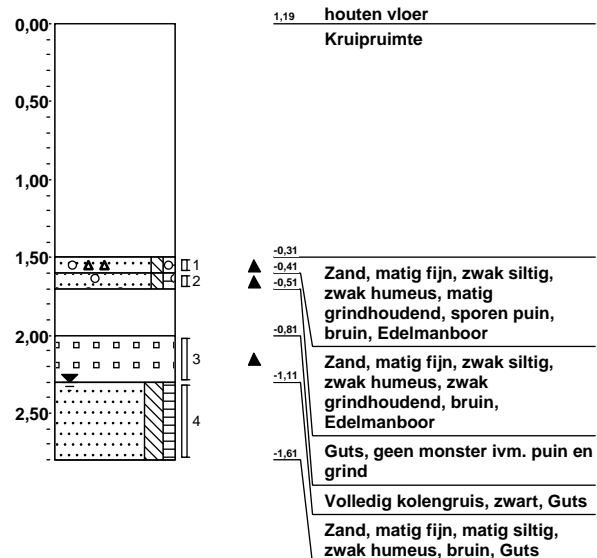 0,00
0,50
1,00
1,50
2,00
2,50
1
2
3
4
1,19
houten vloer
Kruipruimte
-0,31
-0,41
Zand, matig fijn, zwak siltig,
zwak humeus, matig
grindhoudend, sporen puin,
bruin, Edelmanboor
-0,51
Zand, matig fijn, zwak siltig,
zwak humeus, zwak
grindhoudend, bruin,
Edelmanboor
-0,81
Guts, geen monster ivm. puin en
grind
-1,11
Volledig kolengruis, zwart, Guts
-1,61
Zand, matig fijn, matig siltig,
zwak humeus, bruin, Guts